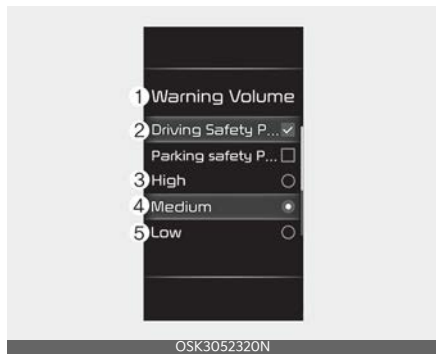 1 Warning Volume
2 Driving Safety P...
Parking safety P...
3 High
4 Medium
5 Low
OSK3052320N